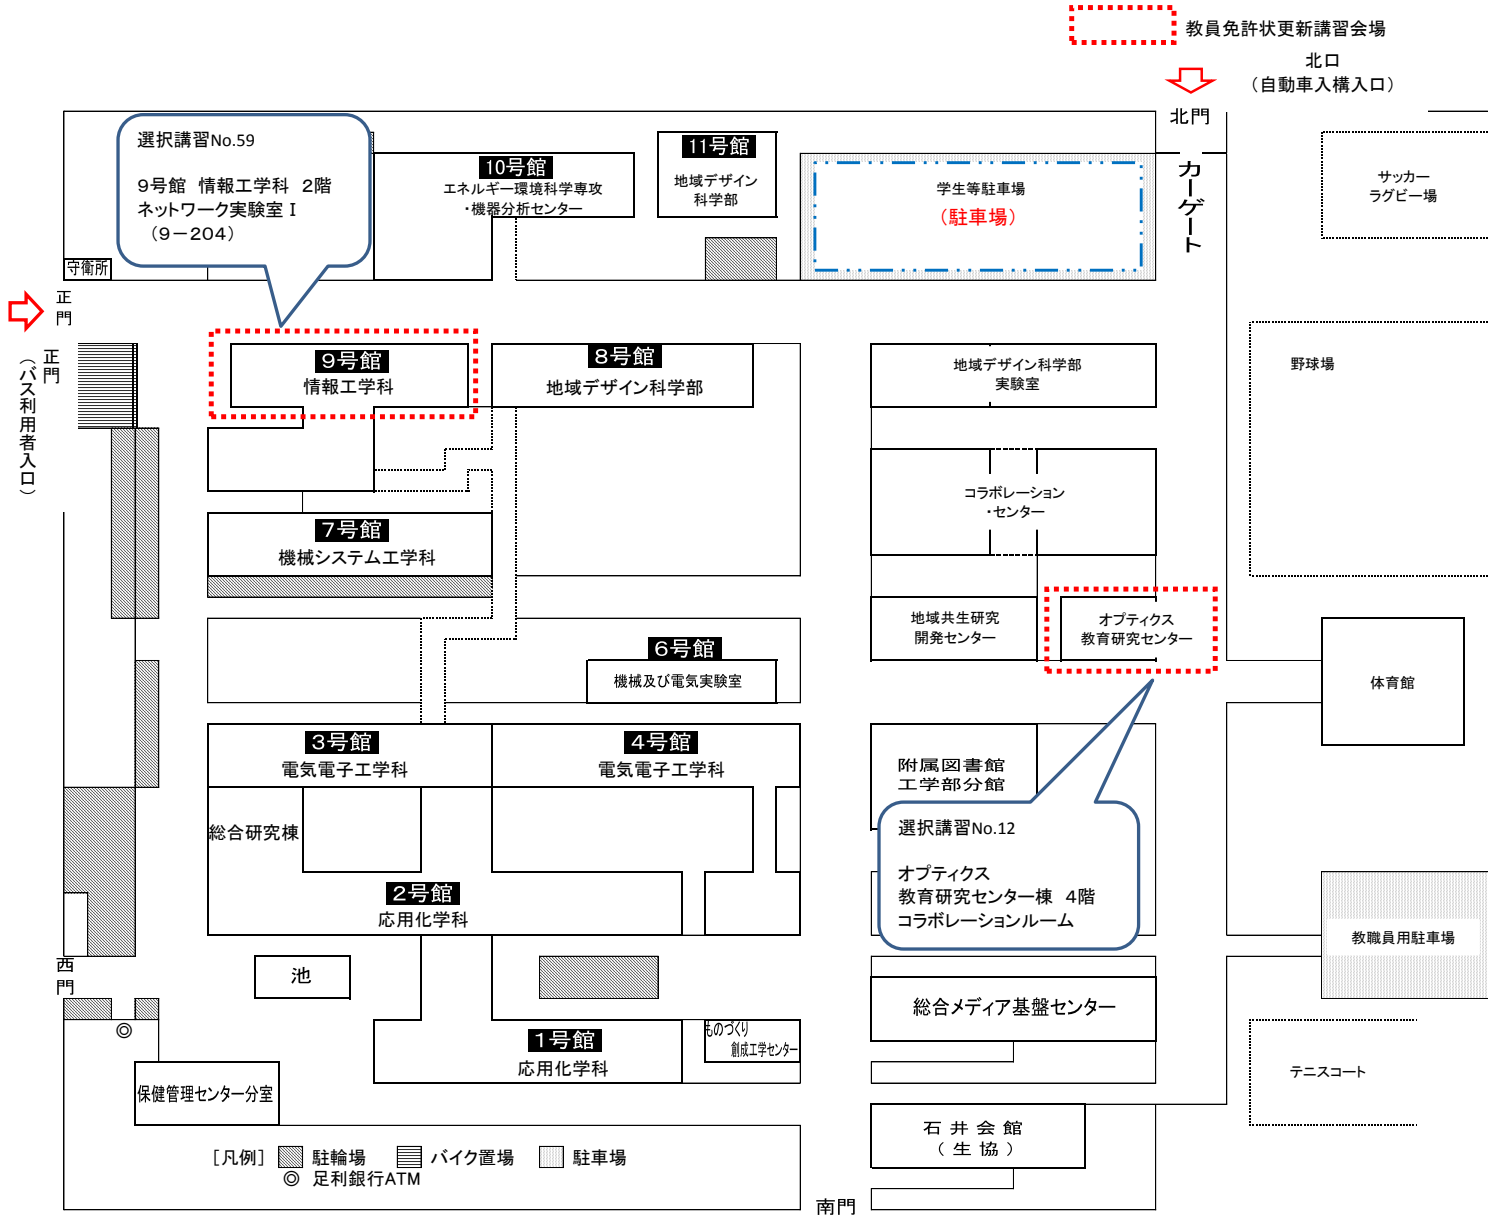 教員免許状更新講習会場
北口
（自動車入構入口）
北門
カーゲート
選択講習No.59
9号館 情報工学科 2階
ネットワーク実験室Ⅰ
（9－204）
10号館
エネルギー環境科学専攻
・機器分析センター
11号館
地域デザイン
科学部
学生等駐車場
（駐車場）
サッカー
ラグビー場
守衛所
正門
正門
（バス利用者入口）
9号館
情報工学科
8号館
地域デザイン科学部
地域デザイン科学部
実験室
野球場
コラボレーション
・センター
7号館
機械システム工学科
地域共生研究
開発センター
オプティクス
教育研究センター
6号館
機械及び電気実験室
体育館
3号館
電気電子工学科
4号館
電気電子工学科
附属図書館
工学部分館
総合研究棟
選択講習No.12
オプティクス
教育研究センター棟 4階
コラボレーションルーム
2号館
応用化学科
教職員用駐車場
西門
池
総合メディア基盤センター
◎
1号館
応用化学科
ものづくり
創成工学センター
テニスコート
保健管理センター分室
石井会館
（生協）
［凡例］ 駐輪場 バイク置場 駐車場
◎ 足利銀行ATM
南門